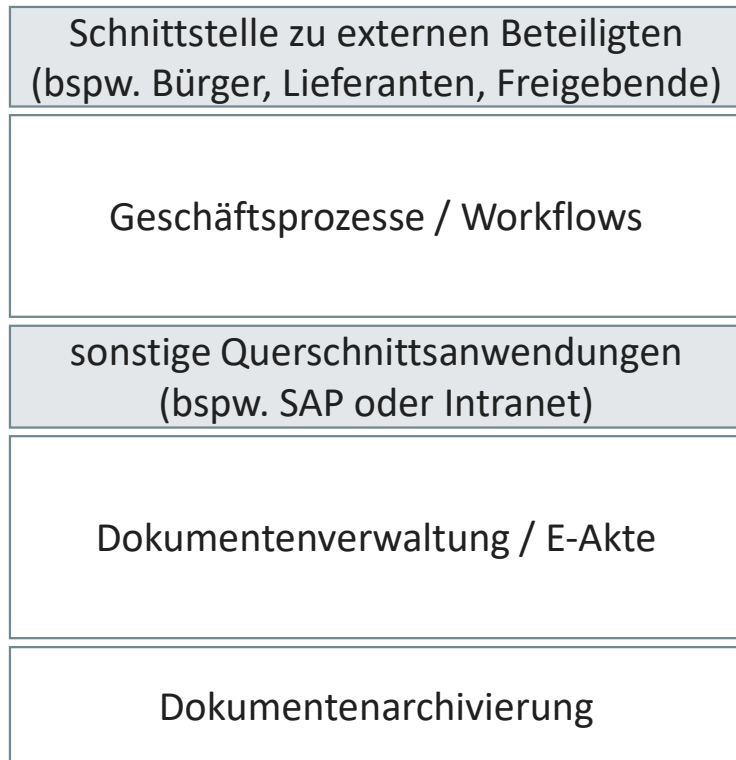 Schnittstelle zu externen Beteiligten
(bspw. Bürger, Lieferanten, Freigebende)
Geschäftsprozesse / Workflows
sonstige Querschnittsanwendungen
(bspw. SAP oder Intranet)
Dokumentenverwaltung / E-Akte
Dokumentenarchivierung